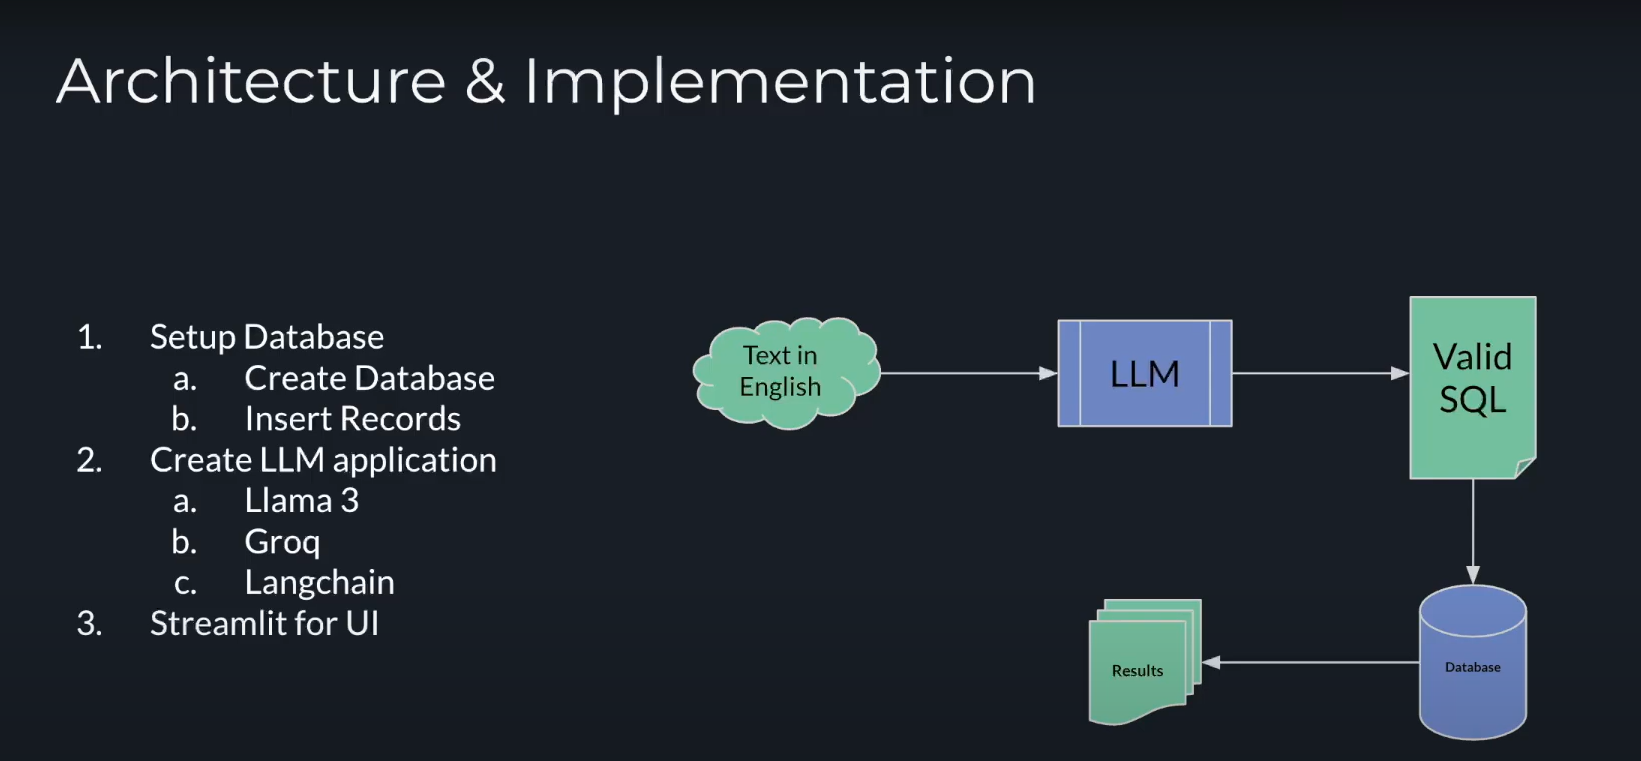 Architecture & Implementation
1. Setup Database
a. Create Database
b. Insert Records
2. Create LLM application
a. Llama 3
b. Groq
c. Langchain
3. Streamlit for UI
Text in
English
LLM
Valid
SQL
Database
Results